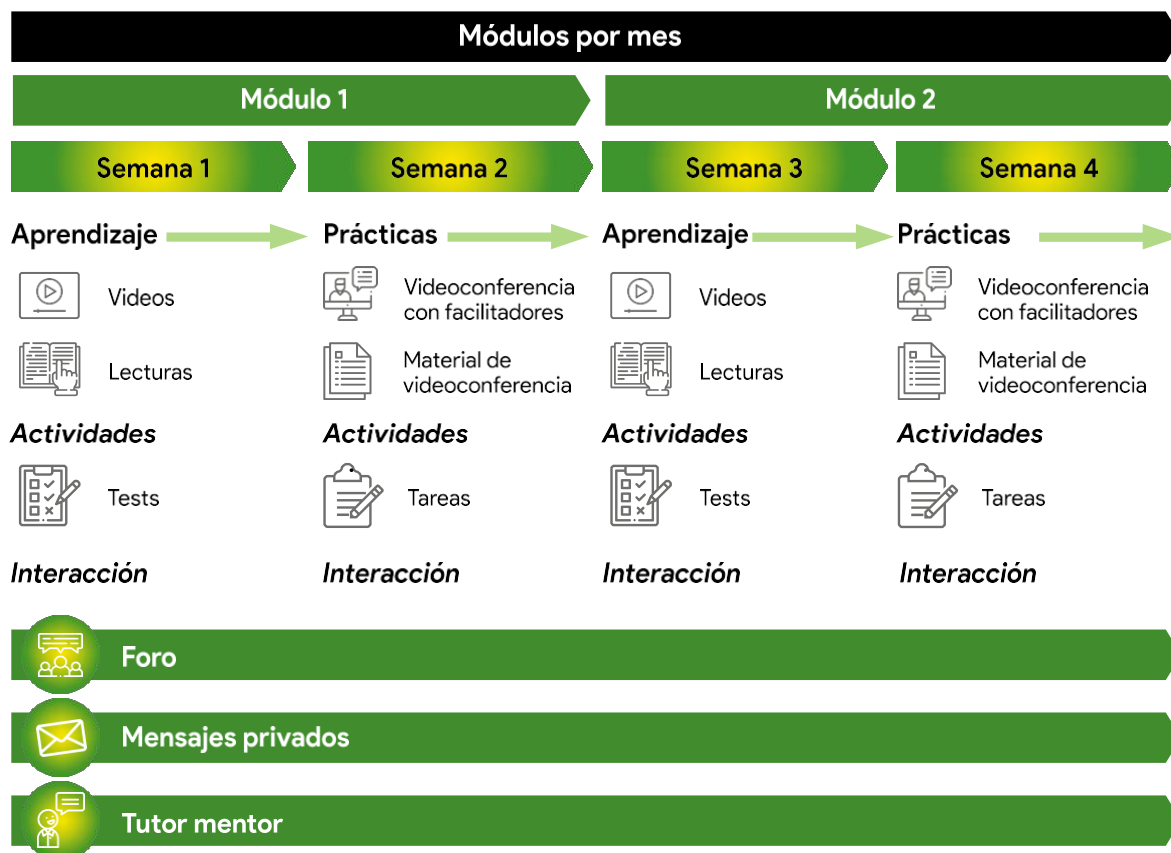 Módulos por mes
Módulo 1
Módulo 2
Semana 1
Semana 2
Semana 3
Semana 4
Aprendizaje
Prácticas
Aprendizaje
Prácticas
Videos
Videoconferencia
con facilitadores
Videos
Videoconferencia
con facilitadores
Lecturas
Material de
videoconferencia
Lecturas
Material de
videoconferencia
Actividades
Actividades
Actividades
Actividades
Tests
Tareas
Tests
Tareas
Interacción
Interacción
Interacción
Interacción
Foro
Mensajes privados
Tutor mentor